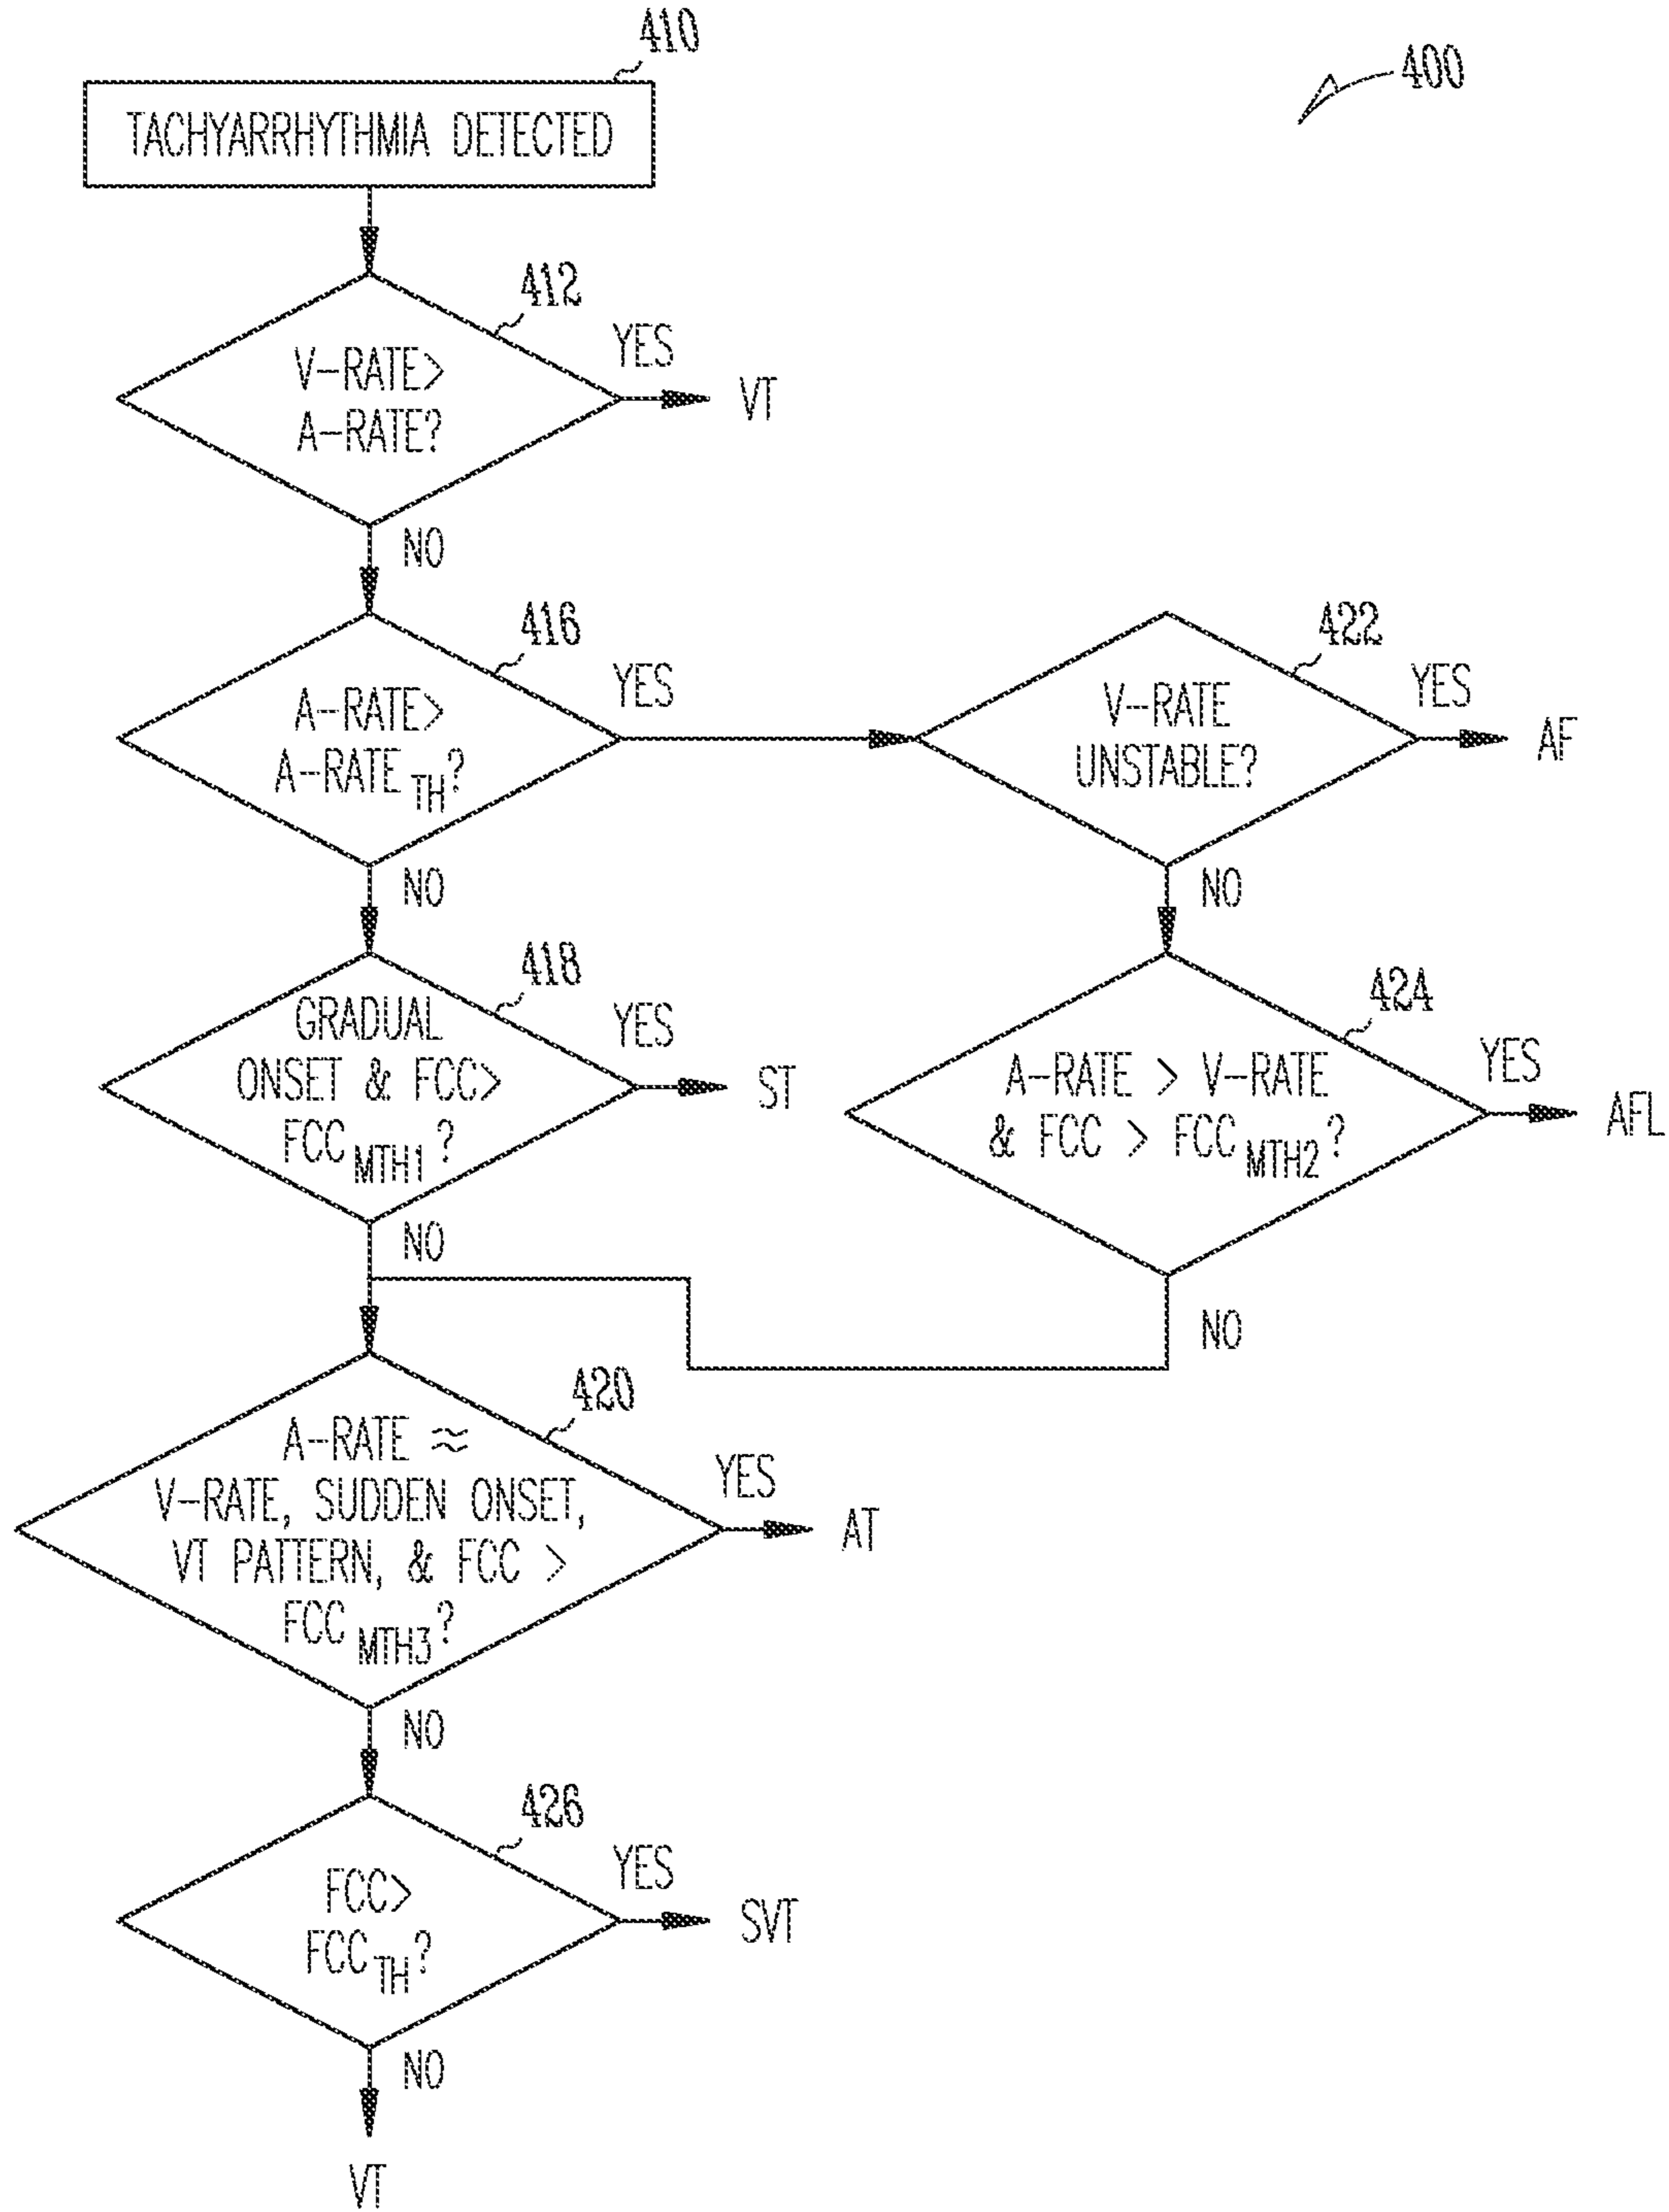 410
400
TACHYARRHYTHMIA DETECTED
412
YES
V-RATE>
A-RATE?
VT
NO
416
YES
A-RATE>
A-RATE TH?
422
YES
V-RATE
UNSTABLE?
AF
NO
NO
418
YES
GRADUAL
ONSET & FCC>
FCC MTH1 ?
ST
424
YES
A-RATE > V-RATE
& FCC > FCC MTH2?
AFL
NO
NO
420
YES
A-RATE ≈
V-RATE, SUDDEN ONSET,
VT PATTERN, & FCC >
FCC MTH3?
AT
NO
426
YES
FCC>
FCC TH?
SVT
NO
VT